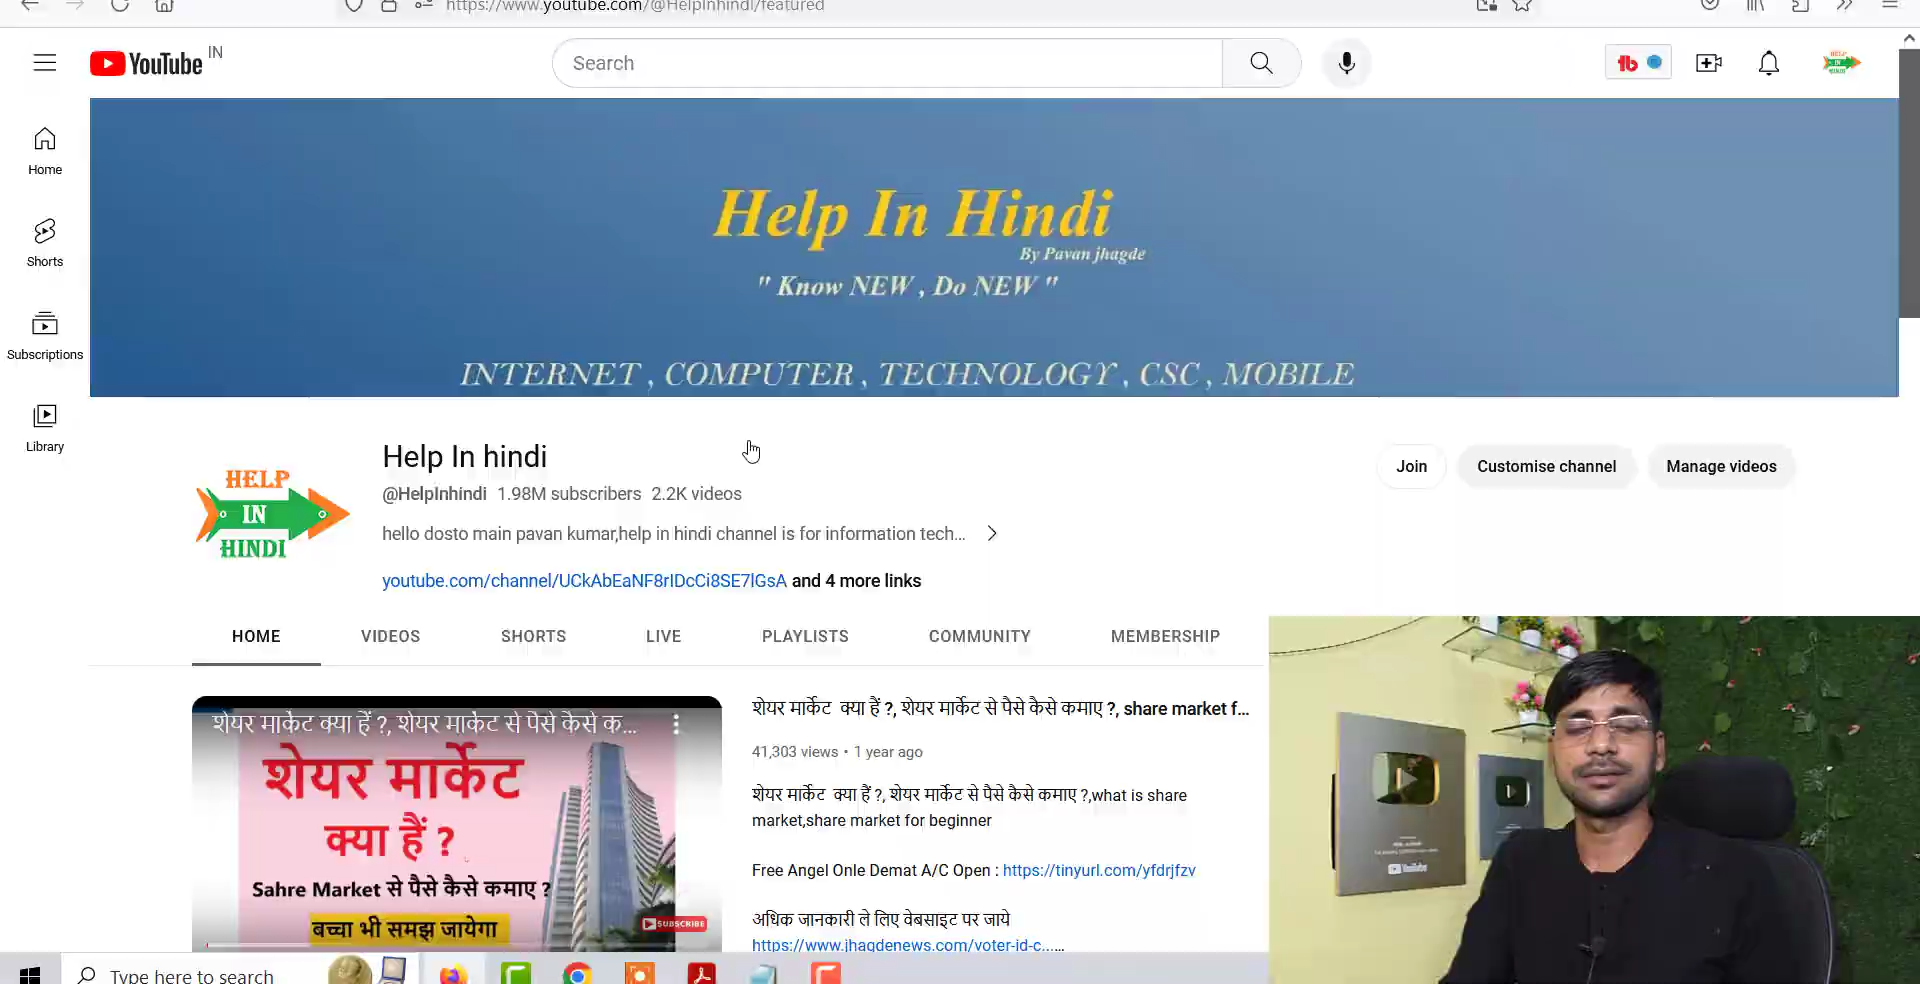 https://www.youtube.com/@HelpInhindi/featured
YouTube IN
Search
Home
Shorts
Subscriptions
Library
Help In Hindi
By Pavan jhagde
" Know NEW , Do NEW "
INTERNET , COMPUTER , TECHNOLOGY , CSC , MOBILE
HELP
IN
HINDI
Help In hindi
@HelpInhindi 1.98M subscribers 2.2K videos
hello dosto main pavan kumar,help in hindi channel is for information tech...
youtube.com/channel/UCkAbEaNF8rIDcCi8SE7lGsA and 4 more links
Join
Customise channel
Manage videos
HOME VIDEOS SHORTS LIVE PLAYLISTS COMMUNITY MEMBERSHIP
शेयर मार्केट क्या हैं ?, शेयर मार्केट से पैसे कैसे क...
शेयर मार्केट
क्या हैं ?
Sahre Market से पैसे कैसे कमाए ?
बच्चा भी समझ जायेगा
SUBSCRIBE
शेयर मार्केट क्या हैं ?, शेयर मार्केट से पैसे कैसे कमाए ?, share market f...
41,303 views • 1 year ago
शेयर मार्केट क्या हैं ?, शेयर मार्केट से पैसे कैसे कमाए ?,what is share
market,share market for beginner
Free Angel Onle Demat A/C Open : https://tinyurl.com/yfdrjfzv
अधिक जानकारी ले लिए वेबसाइट पर जाये
https://www.jhagdenews.com/voter-id-c......
YouTube
Type here to search